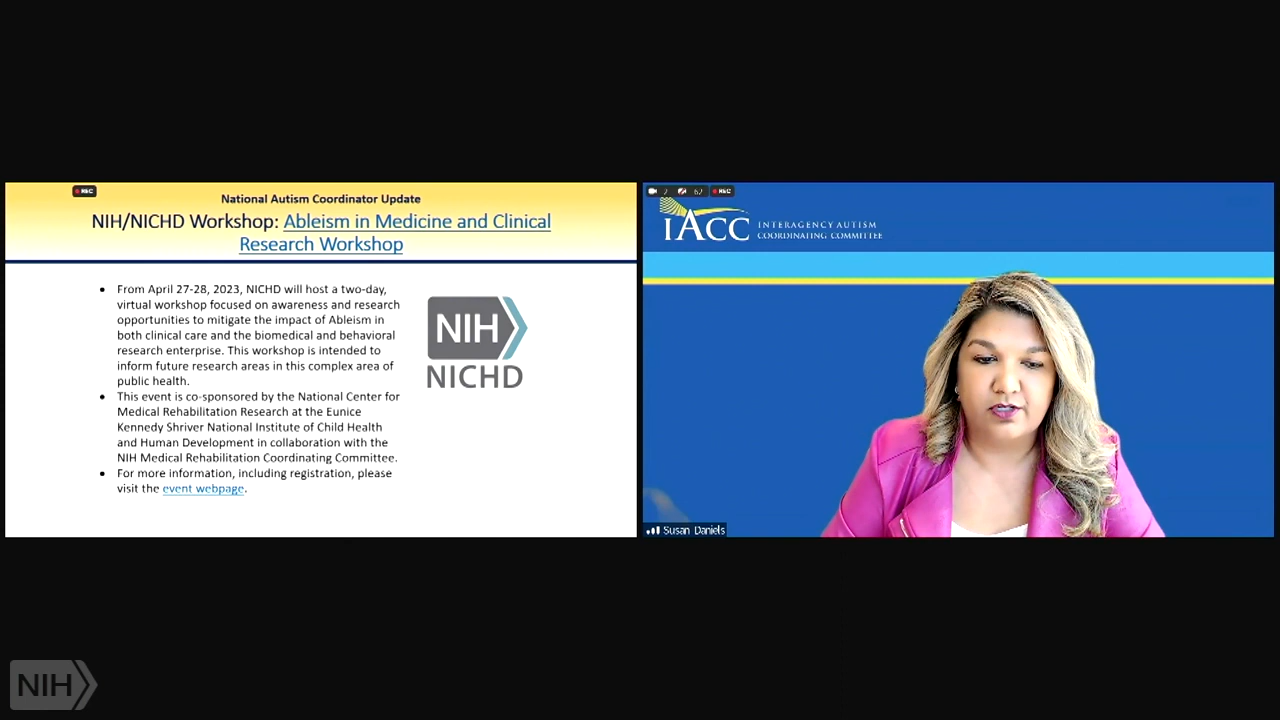 REC
National Autism Coordinator Update
NIH/NICHD Workshop: Ableism in Medicine and Clinical
Research Workshop
• From April 27-28, 2023, NICHD will host a two-day,
virtual workshop focused on awareness and research
opportunities to mitigate the impact of Ableism in
both clinical care and the biomedical and behavioral
research enterprise. This workshop is intended to
inform future research areas in this complex area of
public health.
• This event is co-sponsored by the National Center for
Medical Rehabilitation Research at the Eunice
Kennedy Shriver National Institute of Child Health
and Human Development in collaboration with the
NIH Medical Rehabilitation Coordinating Committee.
• For more information, including registration, please
visit the event webpage.
NIH
NICHD
2 62 REC
IACC
INTERAGENCY AUTISM
COORDINATING COMMITTEE
Susan Daniels
NIH